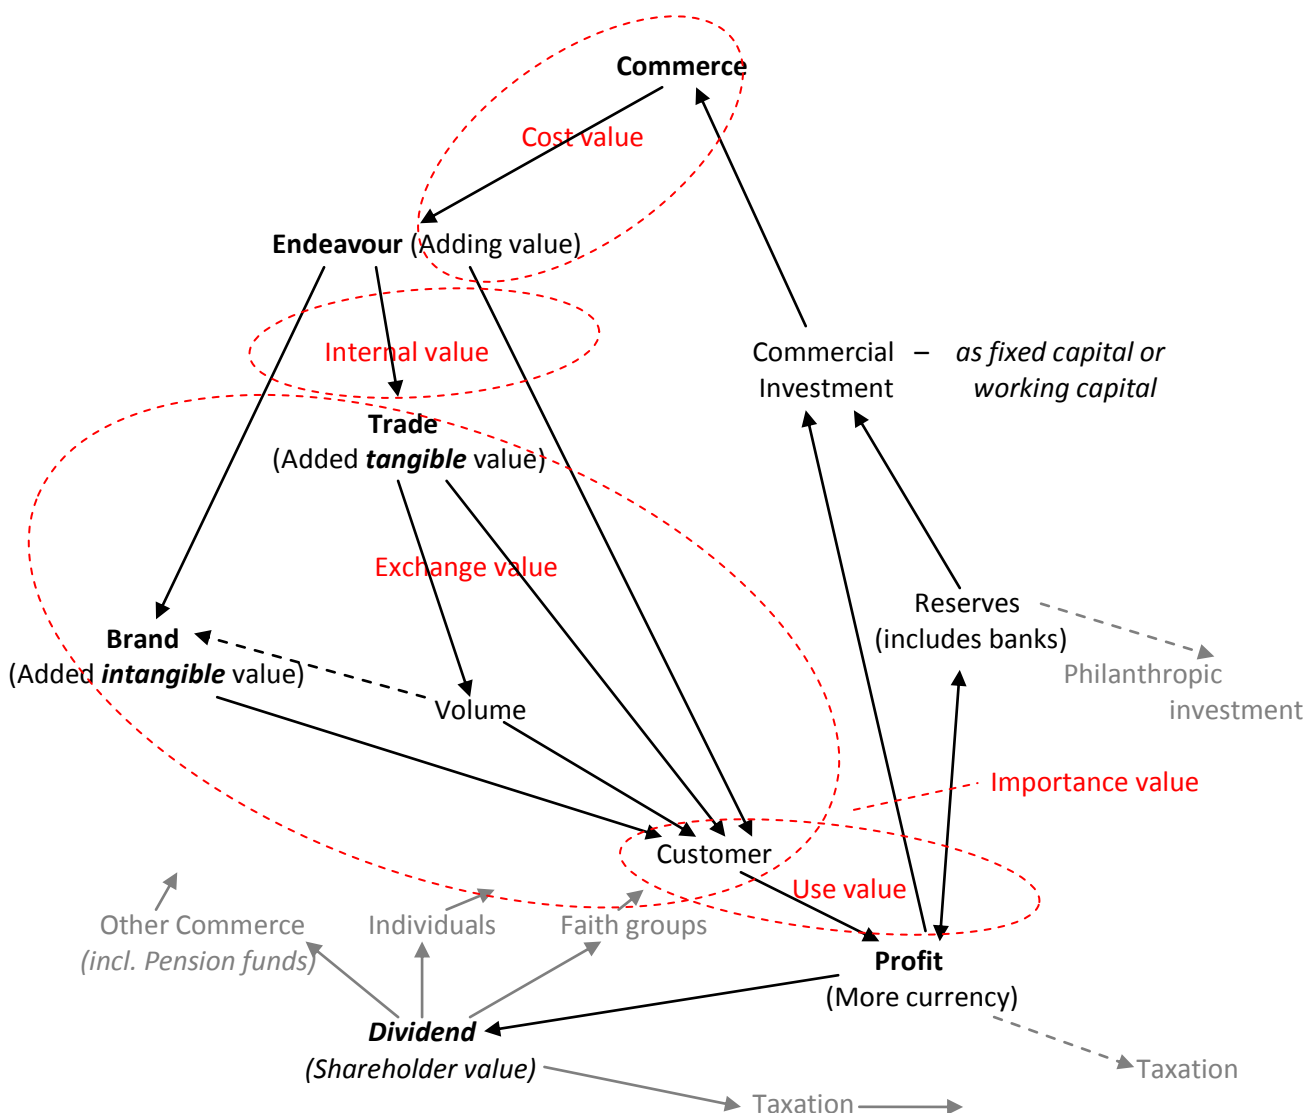 Commerce
Cost value
Endeavour (Adding value)
Internal value
Commercial – as fixed capital or
Investment working capital
Trade
(Added tangible value)
Exchange value
Reserves
(includes banks)
Brand
(Added intangible value)
Philanthropic
investment
Volume
Importance value
Customer
Use value
Other Commerce
(incl. Pension funds)
Individuals
Faith groups
Profit
(More currency)
Dividend
(Shareholder value)
Taxation
Taxation